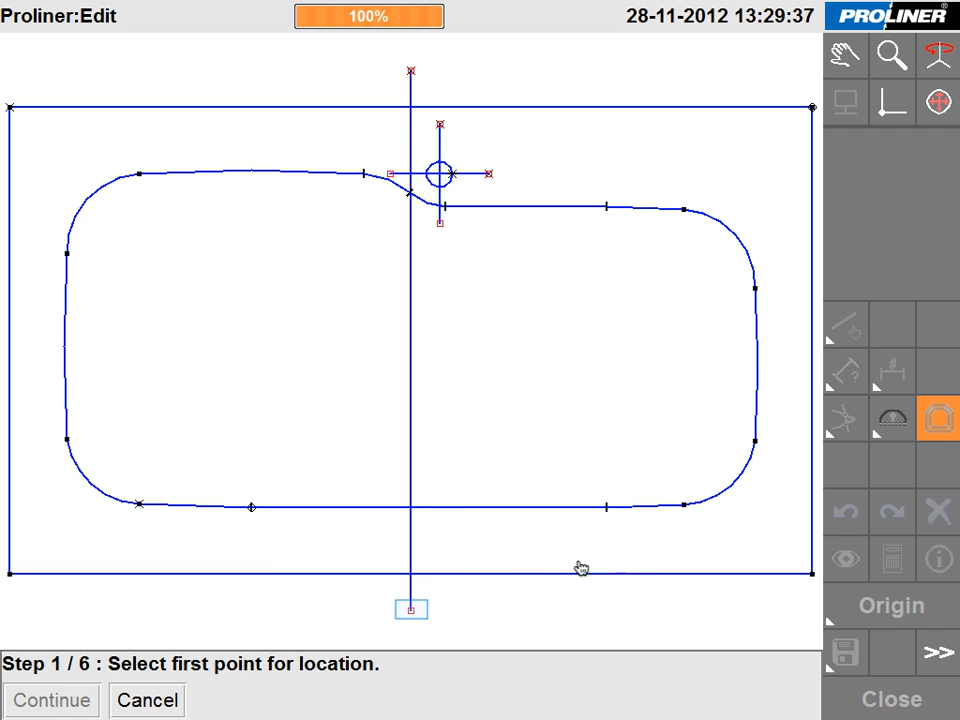 Proliner:Edit
100%
28-11-2012 13:29:37
PROLINER®
Origin
>>
Step 1 / 6 : Select first point for location.
Continue
Cancel
Close